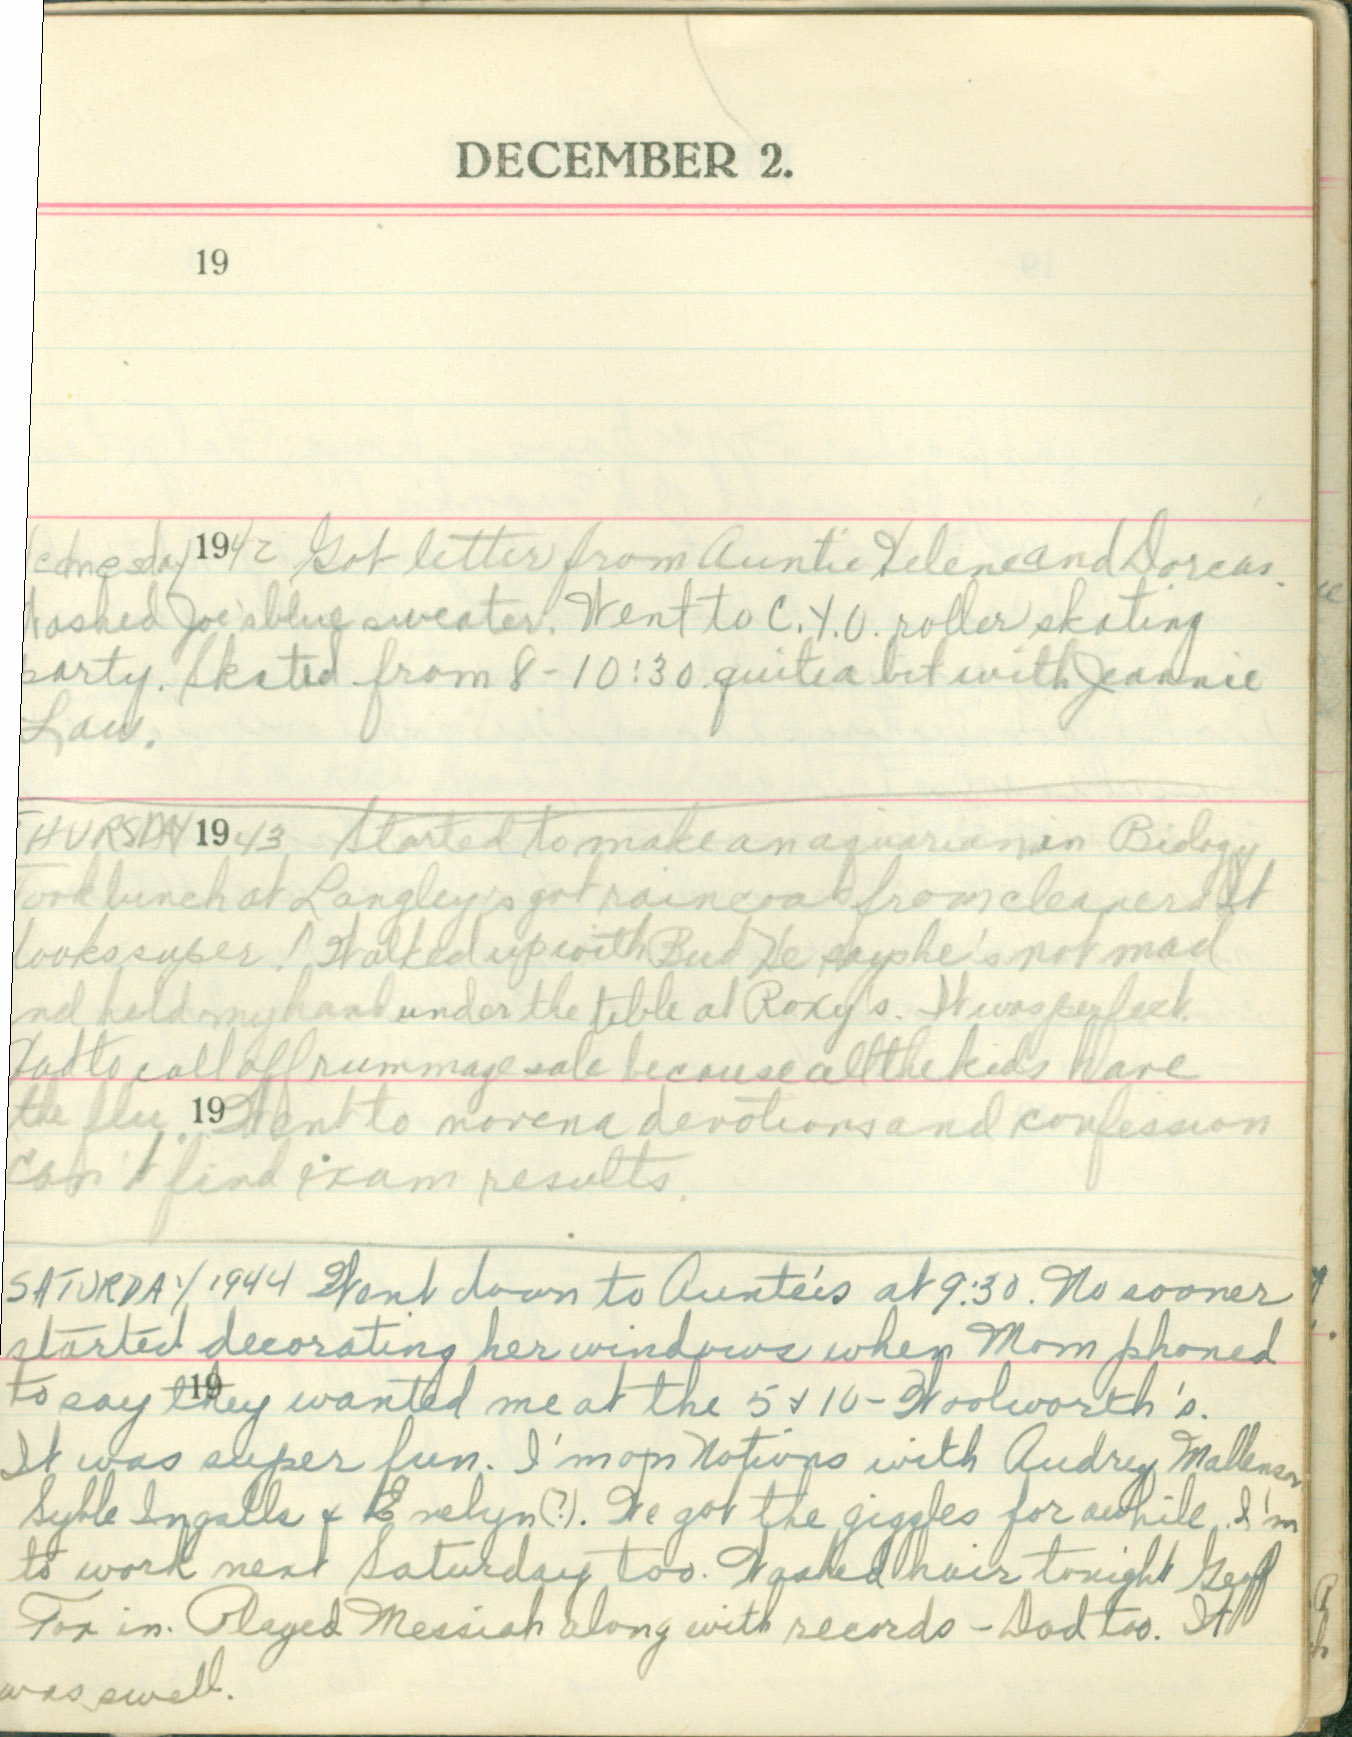 DECEMBER 2.
19
Wednesday 1942 Got letter from Auntie Helene and Dorcas.
Washed Joe's blue sweater. Went to C.Y.O. roller skating
party. Skated from 8-10:30 quite a bit with Jeannie
Law.
THURSDAY 1943 Started to make an aquarium in Biology
Took lunch at Langley's got raincoat from cleaners It
looks super! Walked up with Bud He says he's not mad
and held my hand under the table at Roxy's. It was perfect.
Had to call off rummage sale because all the kids have
the flu. 19 Went to novena devotions and confession
Can't find exam results.
SATURDAY 1944 Went down to Auntie's at 9:30. No sooner
started decorating her windows when Mom phoned
19
to say they wanted me at the 5 & 10 - Woolworth's.
It was super fun. I'm on Notions with Audrey Mallenson
Syble Ingalls & Evelyn (?). We got the giggles for awhile. I'm
to work next Saturday too. Washed hair tonight Geoff
Fox in. Played Messiah along with records - Dad too. It
was swell.